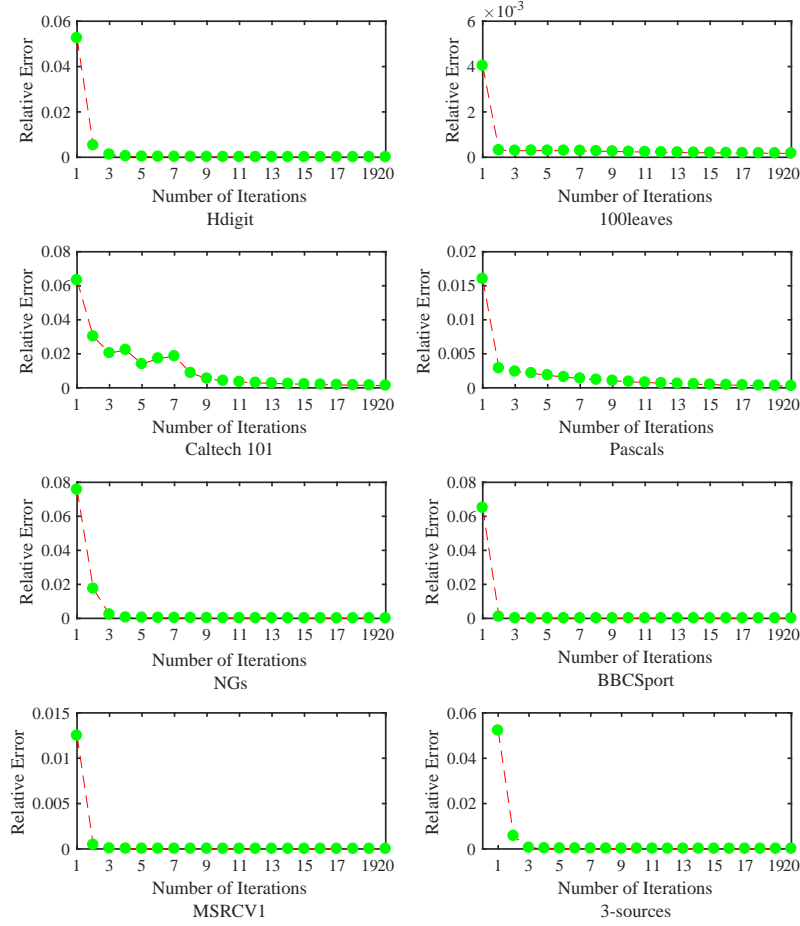 Relative Error
0.06
0.04
0.02
0
1 3 5 7 9 11 13 15 17 1920
Number of Iterations
Hdigit
Relative Error
×10⁻³
6
4
2
0
1 3 5 7 9 11 13 15 17 1920
Number of Iterations
100leaves
Relative Error
0.08
0.06
0.04
0.02
0
1 3 5 7 9 11 13 15 17 1920
Number of Iterations
Caltech 101
Relative Error
0.02
0.015
0.01
0.005
0
1 3 5 7 9 11 13 15 17 1920
Number of Iterations
Pascals
Relative Error
0.08
0.06
0.04
0.02
0
1 3 5 7 9 11 13 15 17 1920
Number of Iterations
NGs
Relative Error
0.08
0.06
0.04
0.02
0
1 3 5 7 9 11 13 15 17 1920
Number of Iterations
BBCSport
Relative Error
0.015
0.01
0.005
0
1 3 5 7 9 11 13 15 17 1920
Number of Iterations
MSRCV1
Relative Error
0.06
0.04
0.02
0
1 3 5 7 9 11 13 15 17 1920
Number of Iterations
3-sources